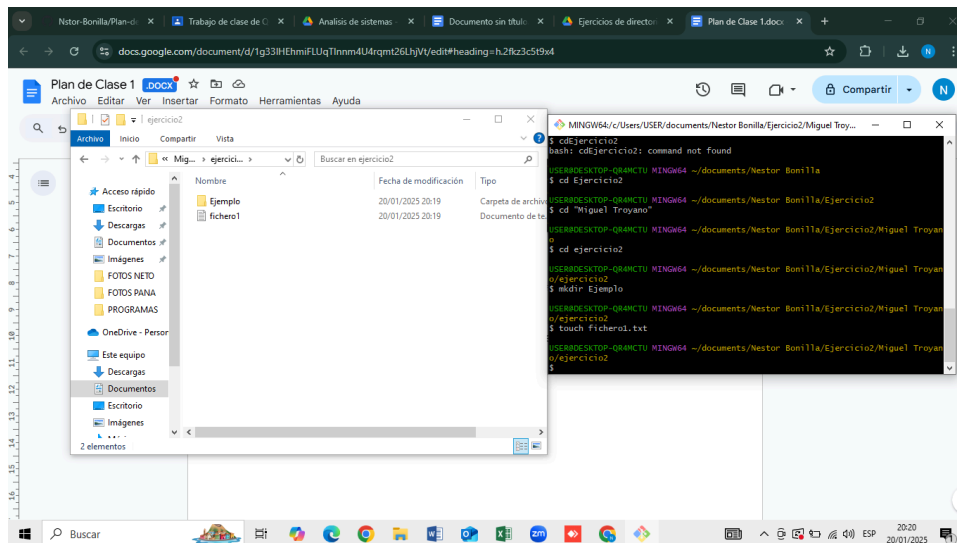 Nstor-Bonilla/Plan-de
Trabajo de clase de C
Analisis de sistemas -
Documento sin título
Ejercicios de directori
Plan de Clase 1.docx
docs.google.com/document/d/1g33IHEhmiFLUqTInnm4U4rqmt26LhjVt/edit#heading=h.2fkz3c5t9x4
Plan de Clase 1 .DOCX
Archivo Editar Ver Insertar Formato Herramientas Ayuda
Compartir
N
ejercicio2
Archivo Inicio Compartir Vista
« Mig... › ejercici... ›
Buscar en ejercicio2
Nombre Fecha de modificación Tipo
Ejemplo 20/01/2025 20:19 Carpeta de archivo
fichero1 20/01/2025 20:19 Documento de te
Acceso rápido
Escritorio
Descargas
Documentos
Imágenes
FOTOS NETO
FOTOS PANA
PROGRAMAS
OneDrive - Person
Este equipo
Descargas
Documentos
Escritorio
Imágenes
2 elementos
MINGW64:/c/Users/USER/documents/Nestor Bonilla/Ejercicio2/Miguel Troy...
$ cdEjercicio2
bash: cdEjercicio2: command not found
USER@DESKTOP-QR4MCTU MINGW64 ~/documents/Nestor Bonilla
$ cd Ejercicio2
USER@DESKTOP-QR4MCTU MINGW64 ~/documents/Nestor Bonilla/Ejercicio2
$ cd "Miguel Troyano"
USER@DESKTOP-QR4MCTU MINGW64 ~/documents/Nestor Bonilla/Ejercicio2/Miguel Troyan
o
$ cd ejercicio2
USER@DESKTOP-QR4MCTU MINGW64 ~/documents/Nestor Bonilla/Ejercicio2/Miguel Troyan
o/ejercicio2
$ mkdir Ejemplo
USER@DESKTOP-QR4MCTU MINGW64 ~/documents/Nestor Bonilla/Ejercicio2/Miguel Troyan
o/ejercicio2
$ touch fichero1.txt
USER@DESKTOP-QR4MCTU MINGW64 ~/documents/Nestor Bonilla/Ejercicio2/Miguel Troyan
o/ejercicio2
$
Buscar
zm
ESP
20:20
20/01/2025